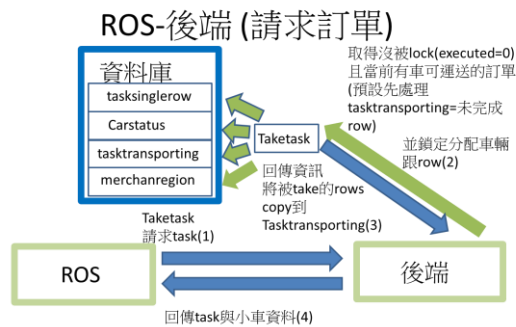 ROS-後端 (請求訂單)
資料庫
tasksinglerow
Carstatus
tasktransporting
merchanregion
Taketask
取得沒被lock(executed=0)
且當前有車可運送的訂單
(預設先處理
tasktransporting=未完成
row)
並鎖定分配車輛
跟row(2)
回傳資訊
將被take的rows
copy到
Tasktransporting(3)
Taketask
請求task(1)
ROS
後端
回傳task與小車資料(4)